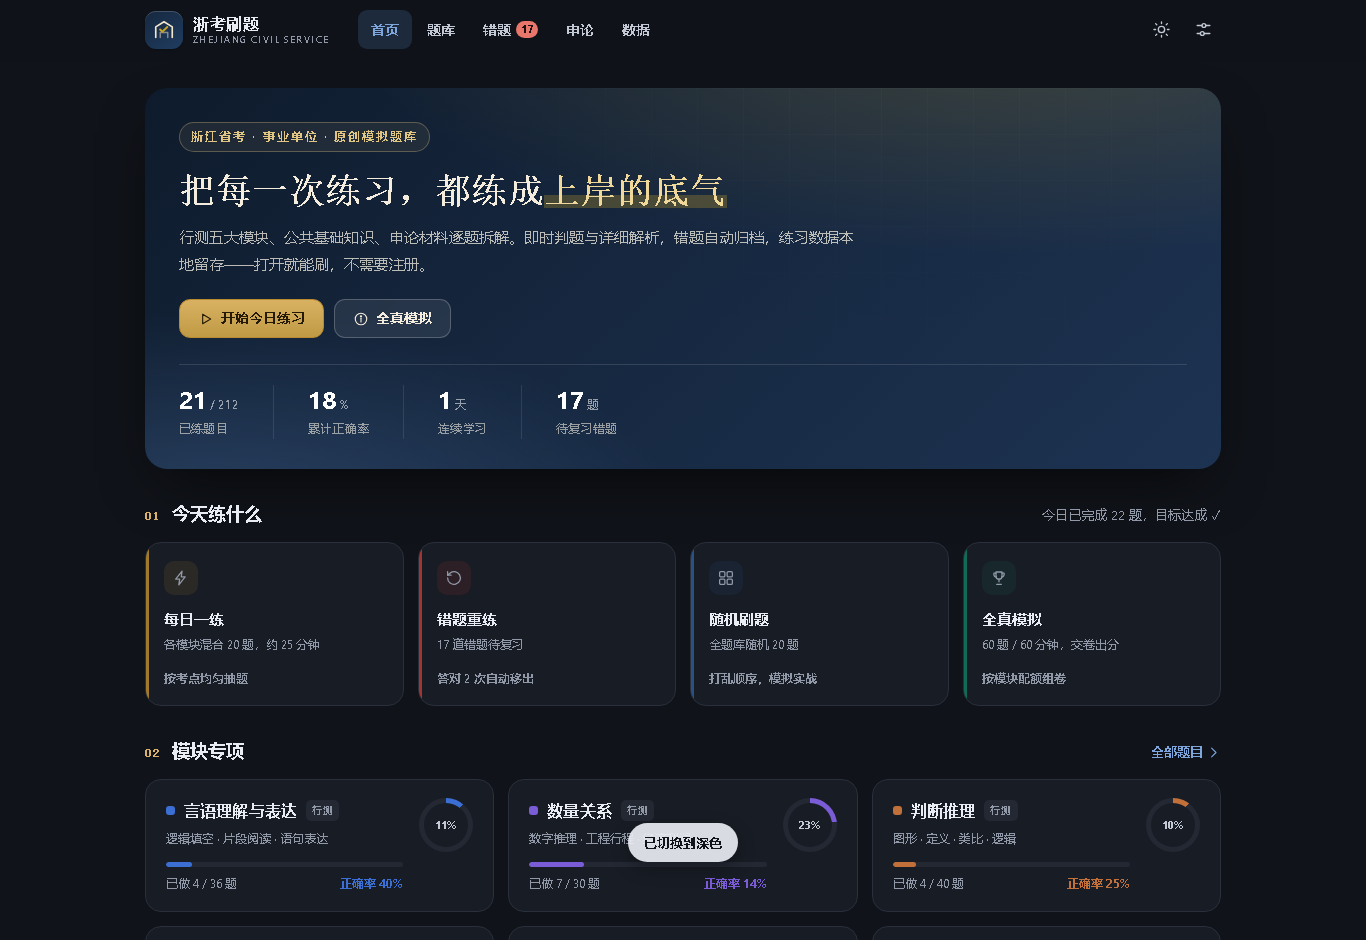 浙考刷题
ZHEJIANG CIVIL SERVICE
首页
题库
错题 17
申论
数据
浙江省考 · 事业单位 · 原创模拟题库
把每一次练习，都练成上岸的底气
行测五大模块、公共基础知识、申论材料逐题拆解。即时判题与详细解析，错题自动归档，练习数据本
地留存——打开就能刷，不需要注册。
开始今日练习
全真模拟
21 / 212
已练题目
18 %
累计正确率
1 天
连续学习
17 题
待复习错题
01 今天练什么
今日已完成 22 题，目标达成 ✓
每日一练
各模块混合 20 题，约 25 分钟
按考点均匀抽题
错题重练
17 道错题待复习
答对 2 次自动移出
随机刷题
全题库随机 20 题
打乱顺序，模拟实战
全真模拟
60 题 / 60 分钟，交卷出分
按模块配额组卷
02 模块专项
全部题目
言语理解与表达 行测
逻辑填空 · 片段阅读 · 语句表达
11%
已做 4 / 36 题
正确率 40%
数量关系 行测
数字推理 · 工程行程
23%
已做 7 / 30 题
正确率 14%
判断推理 行测
图形 · 定义 · 类比 · 逻辑
10%
已做 4 / 40 题
正确率 25%
已切换到深色